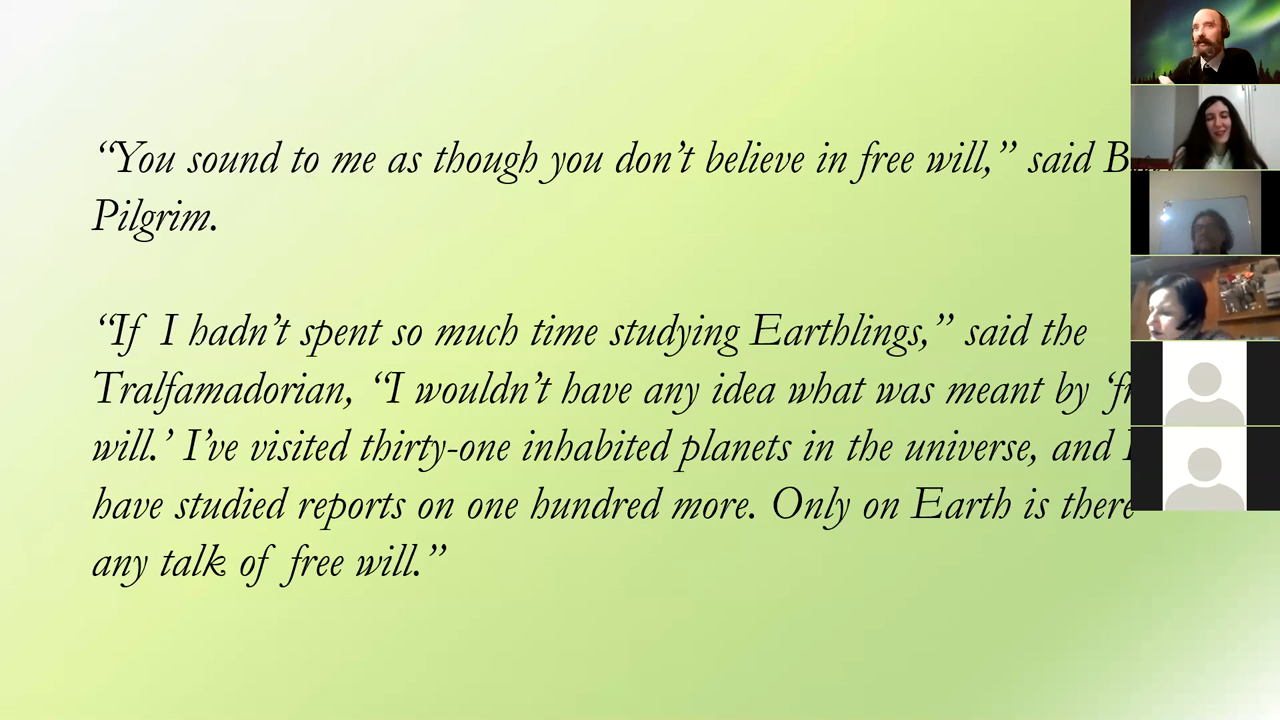 “You sound to me as though you don’t believe in free will,” said
Pilgrim.
“If I hadn’t spent so much time studying Earthlings,” said the
Tralfamadorian, “I wouldn’t have any idea what was meant by
will.’ I’ve visited thirty-one inhabited planets in the universe, and I
have studied reports on one hundred more. Only on Earth is there
any talk of free will.”